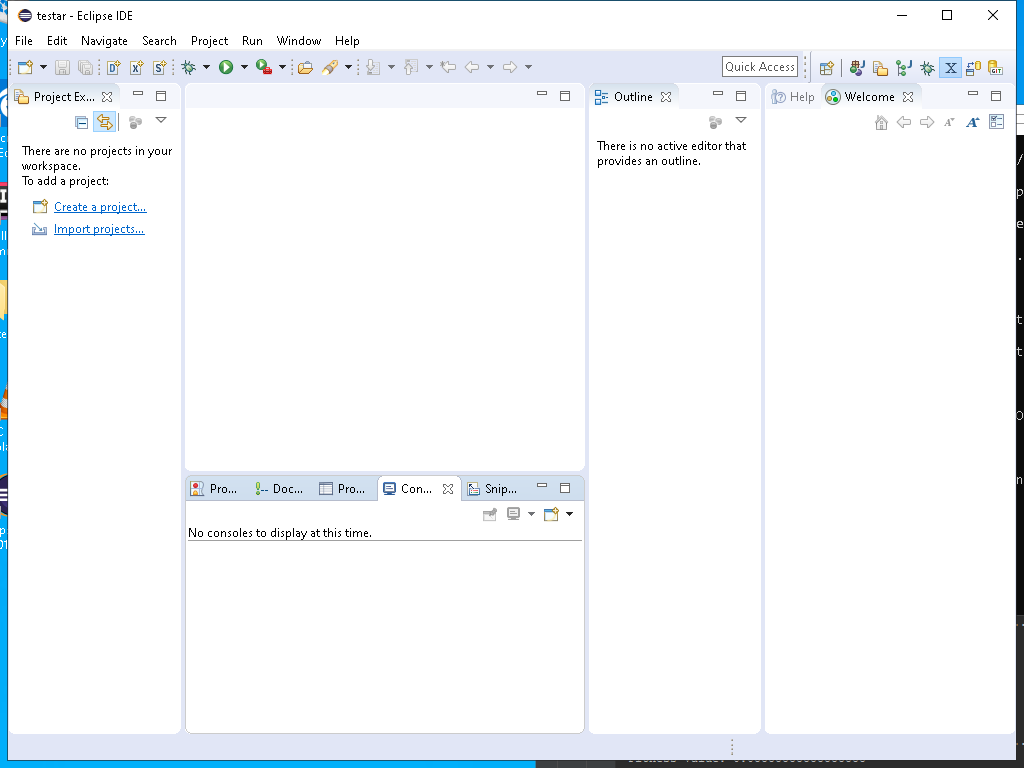 testar - Eclipse IDE
File Edit Navigate Search Project Run Window Help
Quick Access
Project Ex...
Outline
Help
Welcome
There are no projects in your
workspace.
To add a project:
Create a project...
Import projects...
There is no active editor that
provides an outline.
Pro...
Doc...
Pro...
Con...
Snip...
No consoles to display at this time.